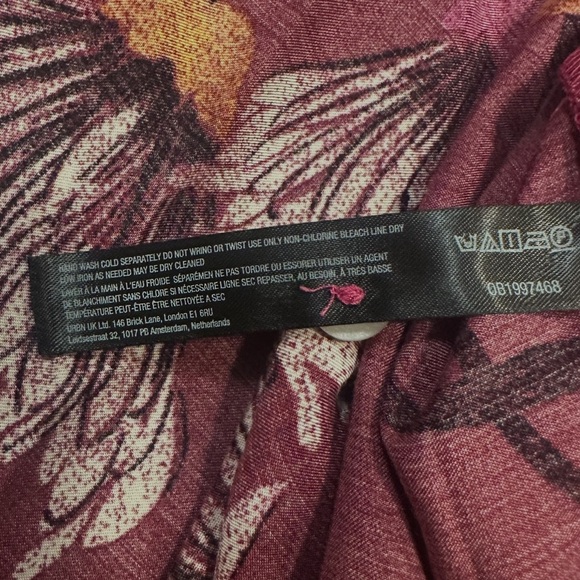 HAND WASH COLD SEPARATELY DO NOT WRING OR TWIST USE ONLY NON-CHLORINE BLEACH LINE DRY
LOW IRON AS NEEDED MAY BE DRY CLEANED
LAVER À LA MAIN À L'EAU FROIDE. SÉPARÉMEN NE PAS TORDRE OU ESSORER UTILISER UN AGENT
DE BLANCHIMENT SANS CHLORE SI NÉCESSAIRE LIGNE SEC REPASSER, AU BESOIN, À TRÈS BASSE
TEMPÉRATURE PEUT-ÊTRE ÊTRE NETTOYÉE A SEC
URBN UK Ltd. 146 Brick Lane, London E1 6RU
Leidsestraat 32, 1017 PB Amsterdam, Netherlands
OB1997468